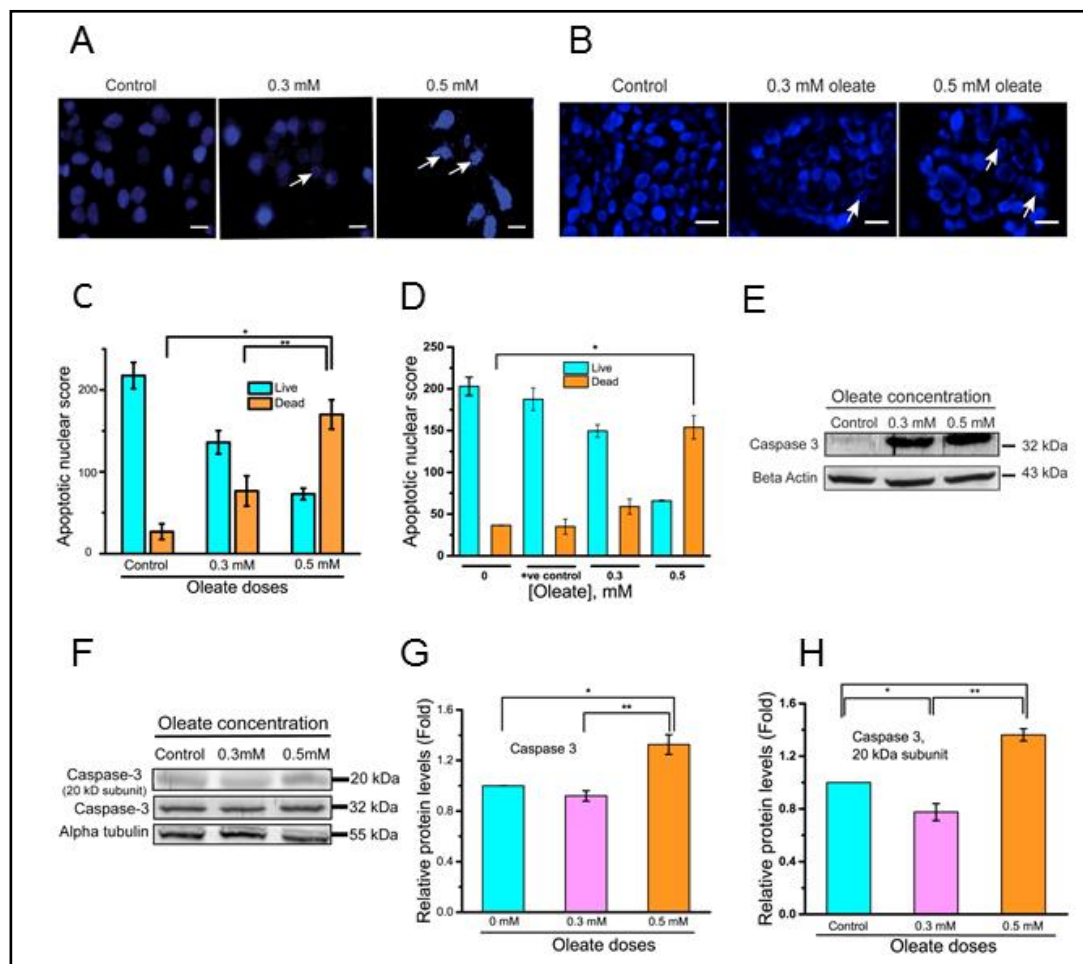 A
Control
0.3 mM
0.5 mM
B
Control
0.3 mM oleate
0.5 mM oleate
C
*
**
Live
Dead
Apoptotic nuclear score
200
100
0
Control
0.3 mM
0.5 mM
Oleate doses
D
*
Live
Dead
Apoptotic nuclear score
250
200
150
100
50
0
0
+ve control
0.3
0.5
[Oleate], mM
E
Oleate concentration
Control 0.3 mM 0.5 mM
Caspase 3
32 kDa
Beta Actin
43 kDa
F
Oleate concentration
Control 0.3mM 0.5mM
Caspase-3
(20 kD subunit)
20 kDa
Caspase-3
32 kDa
Alpha tubulin
55 kDa
G
*
**
Caspase 3
Relative protein levels (Fold)
1.6
1.2
0.8
0.4
0.0
0 mM
0.3 mM
0.5 mM
Oleate doses
H
*
**
Caspase 3,
20 kDa subunit
Relative protein levels (Fold)
1.6
1.2
0.8
0.4
0.0
Control
0.3 mM
0.5 mM
Oleate doses